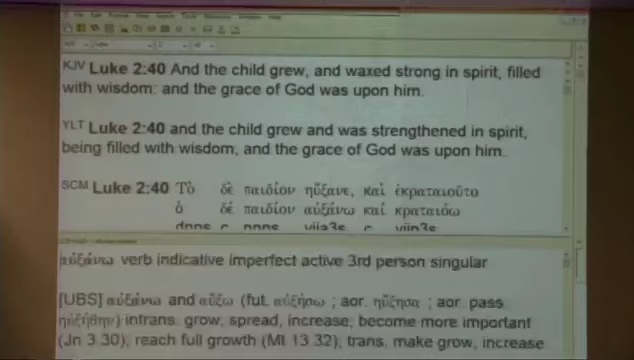 KJV Luke 2:40 And the child grew, and waxed strong in spirit, filled
with wisdom: and the grace of God was upon him.
YLT Luke 2:40 and the child grew and was strengthened in spirit,
being filled with wisdom, and the grace of God was upon him.
SCM Luke 2:40 Τὸ δὲ παιδίον ηὔξανε, καὶ ἐκραταιοῦτο
ὁ δέ παιδίον αὐξάνω καί κραταιόω
dnns c nnns viia3s c viin3s
αὐξάνω verb indicative imperfect active 3rd person singular
[UBS] αὐξάνω and αὔξω (fut. αὐξήσω ; aor. ηὔξησα ; aor. pass.
ηὐξήθην) intrans. grow, spread, increase; become more important
(Jn 3.30); reach full growth (Mt 13.32); trans. make grow, increase